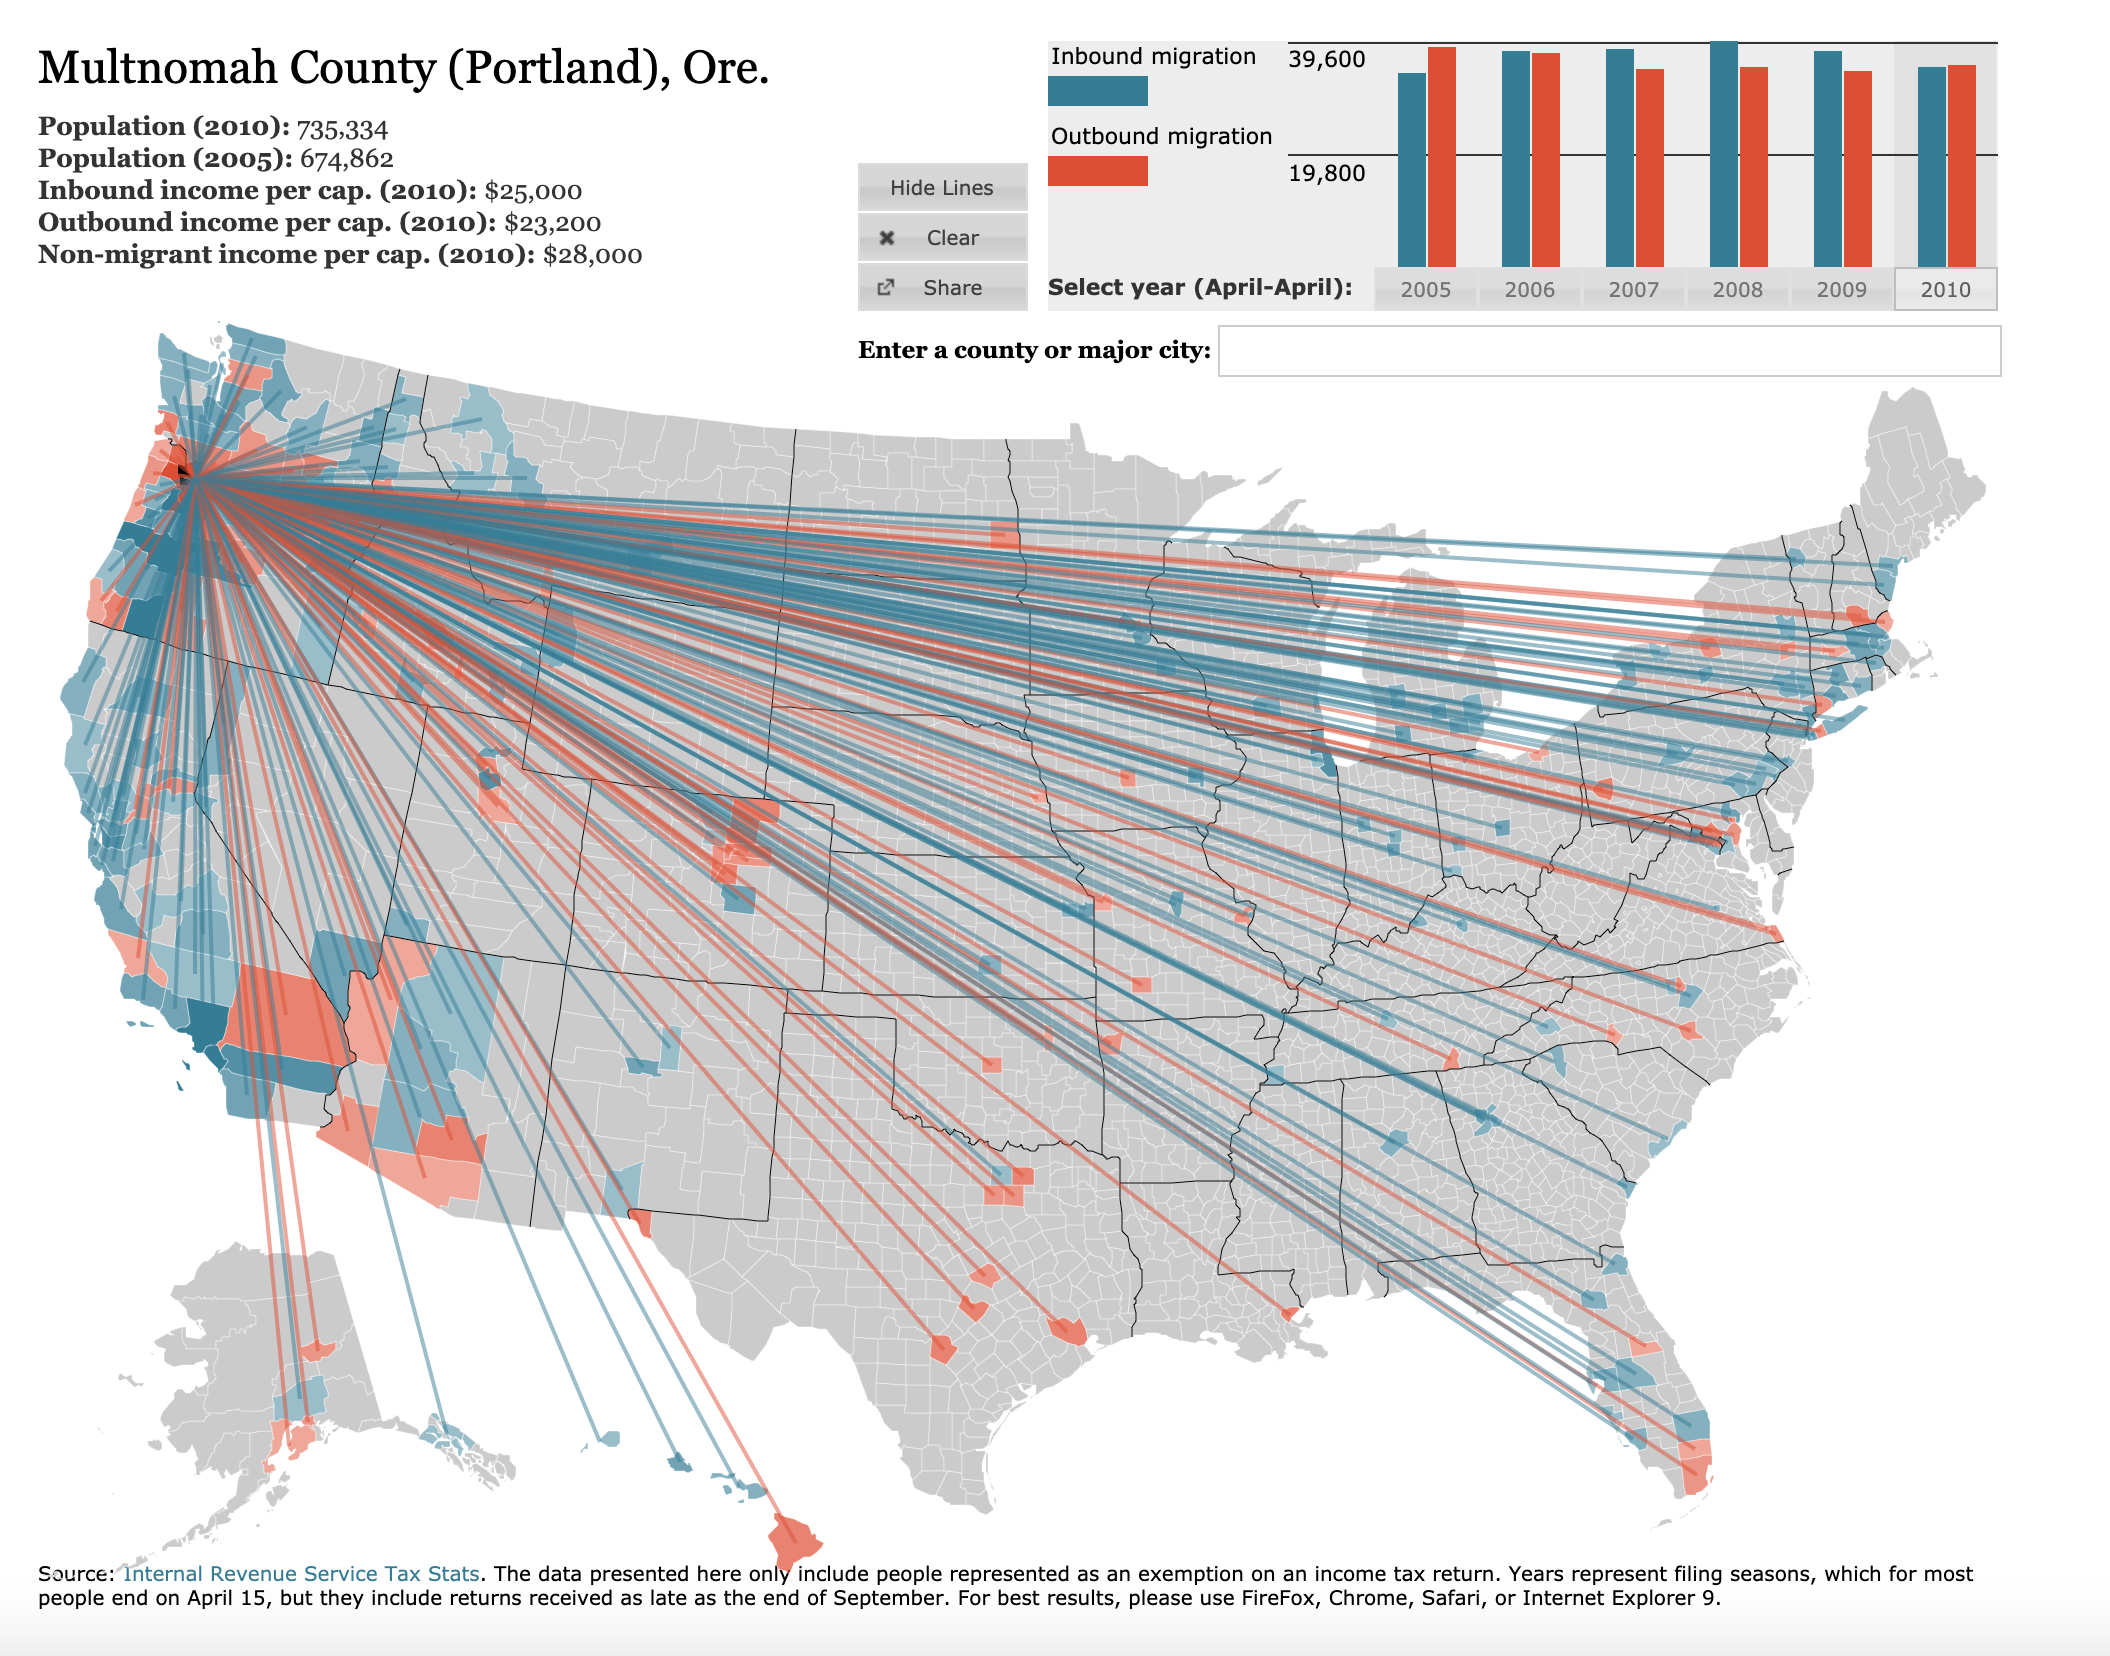 Multnomah County (Portland), Ore.
Population (2010): 735,334
Population (2005): 674,862
Inbound income per cap. (2010): $25,000
Outbound income per cap. (2010): $23,200
Non-migrant income per cap. (2010): $28,000
Hide Lines
✖ Clear
Share
Inbound migration
Outbound migration
39,600
19,800
Select year (April-April):
2005 2006 2007 2008 2009 2010
Enter a county or major city:
Source: Internal Revenue Service Tax Stats. The data presented here only include people represented as an exemption on an income tax return. Years represent filing seasons, which for most
people end on April 15, but they include returns received as late as the end of September. For best results, please use FireFox, Chrome, Safari, or Internet Explorer 9.